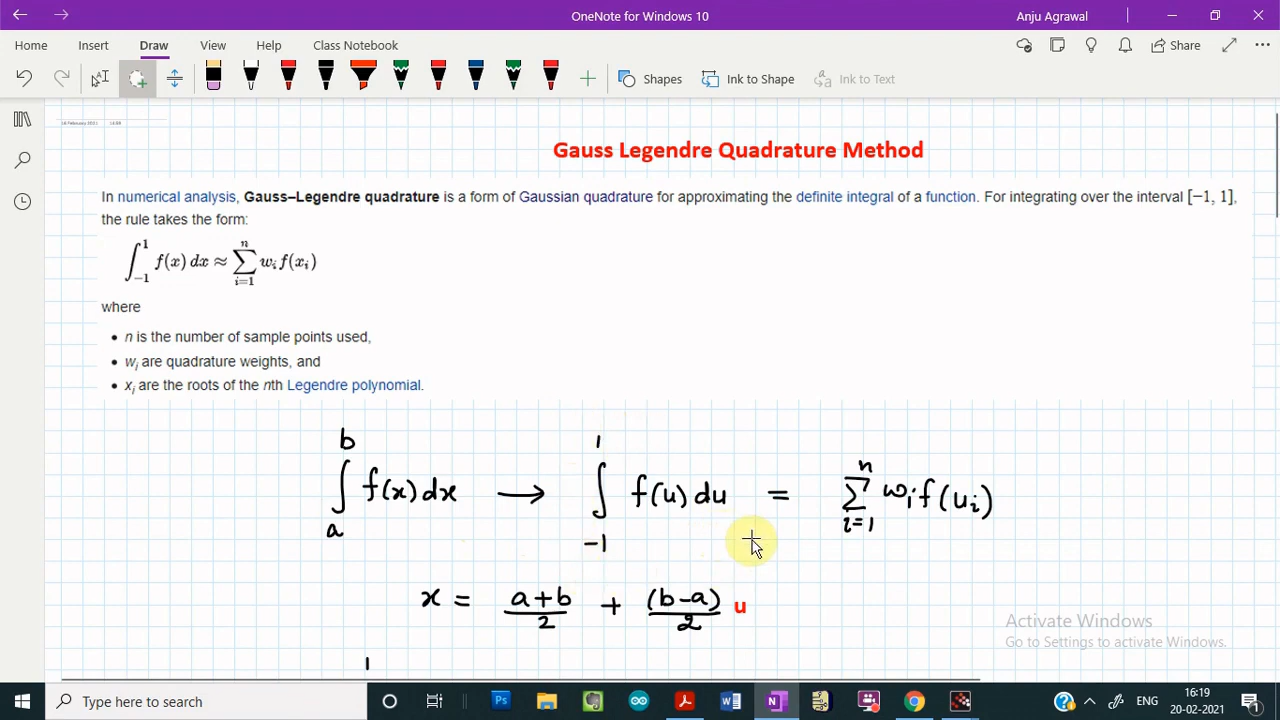 OneNote for Windows 10
Anju Agrawal
Home Insert Draw View Help Class Notebook
Share
Shapes Ink to Shape Ink to Text
Gauss Legendre Quadrature Method
In numerical analysis, Gauss–Legendre quadrature is a form of Gaussian quadrature for approximating the definite integral of a function. For integrating over the interval [−1, 1],
the rule takes the form:
∫_{-1}^{1} f(x) dx ≈ ∑_{i=1}^{n} w_i f(x_i)
where
• n is the number of sample points used,
• w_i are quadrature weights, and
• x_i are the roots of the nth Legendre polynomial.
∫_a^b f(x) dx → ∫_{-1}^{1} f(u) du = ∑_{i=1}^{n} w_i f(u_i)
x = (a+b)/2 + (b-a)/2 u
1
Activate Windows
Go to Settings to activate Windows.
Type here to search
ENG
16:19
20-02-2021
1